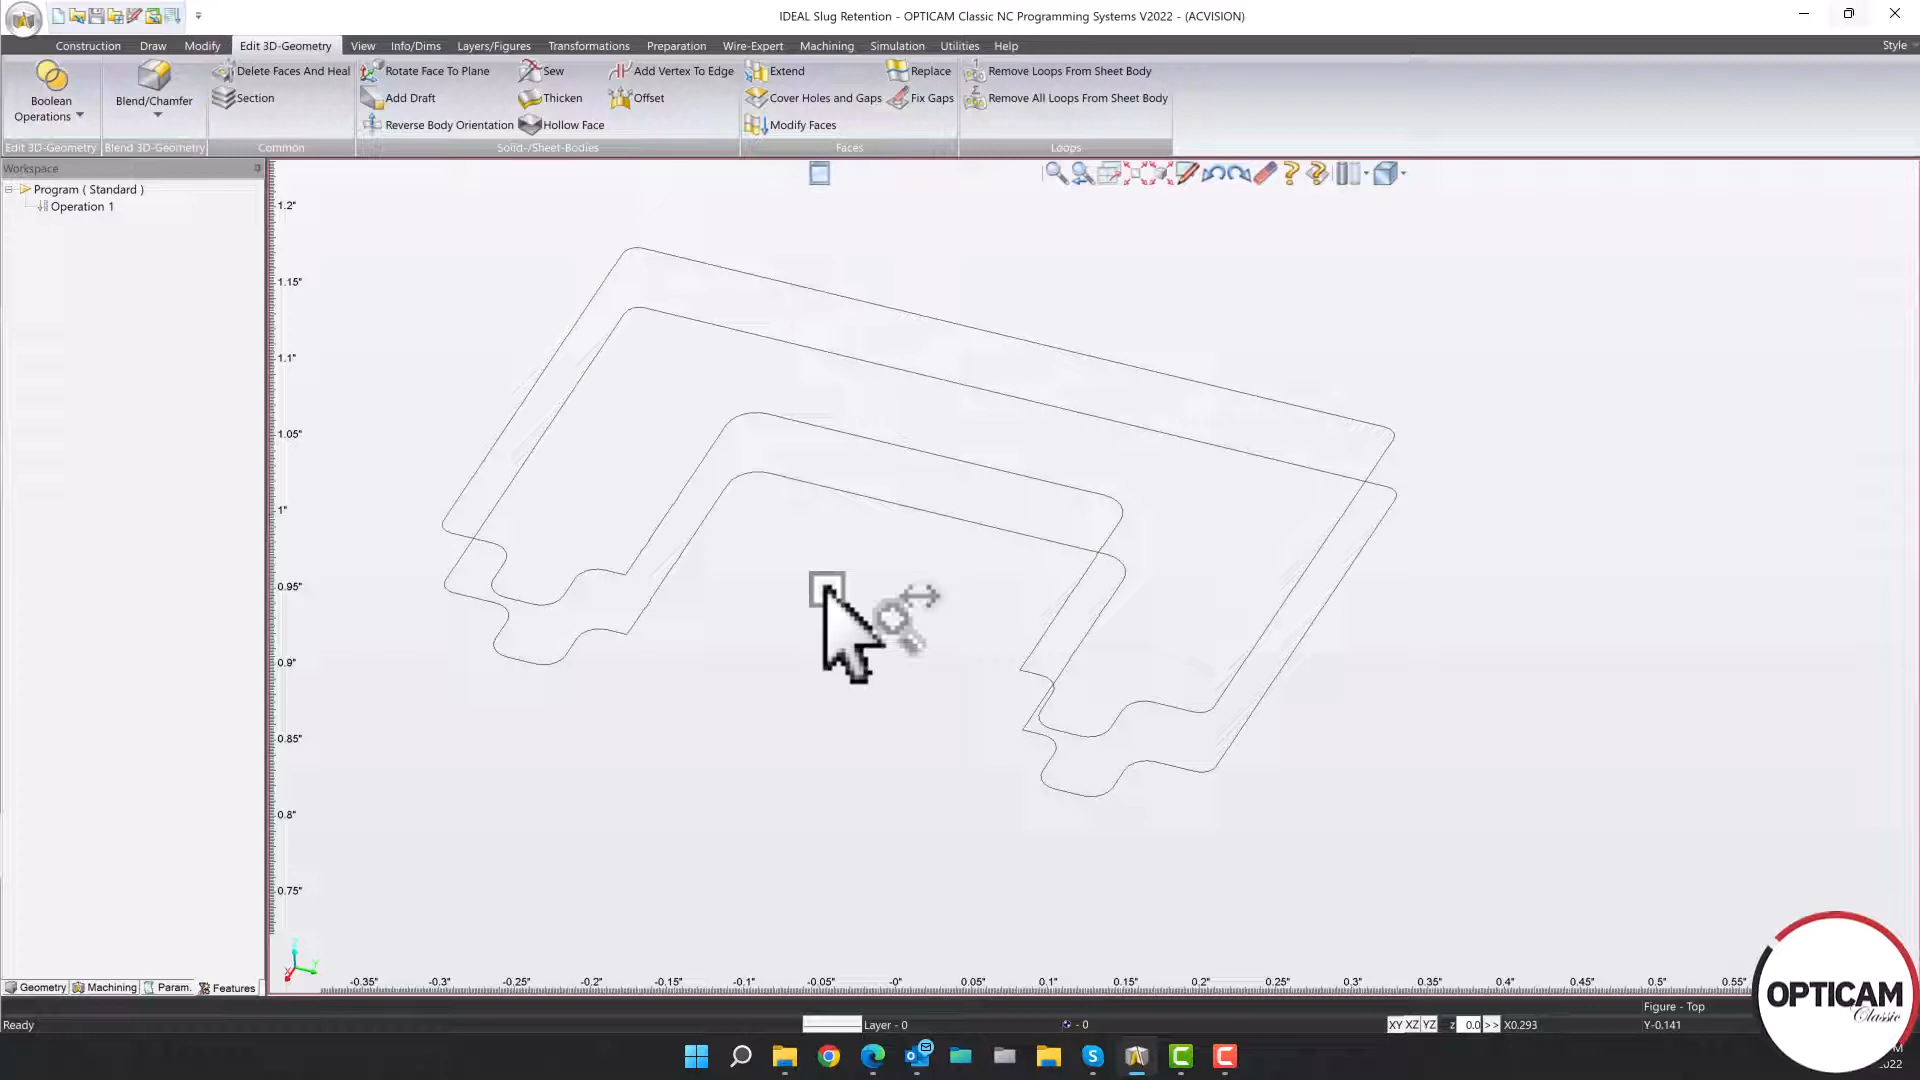 IDEAL Slug Retention - OPTICAM Classic NC Programming Systems V2022 - (ACVISION)
Construction Draw Modify Edit 3D-Geometry View Info/Dims Layers/Figures Transformations Preparation Wire-Expert Machining Simulation Utilities Help Style
Boolean Operations
Blend/Chamfer
Delete Faces And Heal
Section
Rotate Face To Plane
Add Draft
Reverse Body Orientation
Sew
Thicken
Hollow Face
Add Vertex To Edge
Offset
Extend
Cover Holes and Gaps
Modify Faces
Replace
Fix Gaps
Remove Loops From Sheet Body
Remove All Loops From Sheet Body
Edit 3D-Geometry Blend 3D-Geometry Common Solid-/Sheet-Bodies Faces Loops
Workspace
Program ( Standard )
Operation 1
1.2"
1.15"
1.1"
1.05"
1"
0.95"
0.9"
0.85"
0.8"
0.75"
X Y Z
-0.35" -0.3" -0.25" -0.2" -0.15" -0.1" -0.05" -0" 0.05" 0.1" 0.15" 0.2" 0.25" 0.3" 0.35" 0.4" 0.45" 0.5" 0.55"
Geometry Machining Param. Features
Figure - Top
Ready Layer - 0 - 0 XY XZ YZ z 0.0 >> X0.293 Y-0.141
OPTICAM
Classic